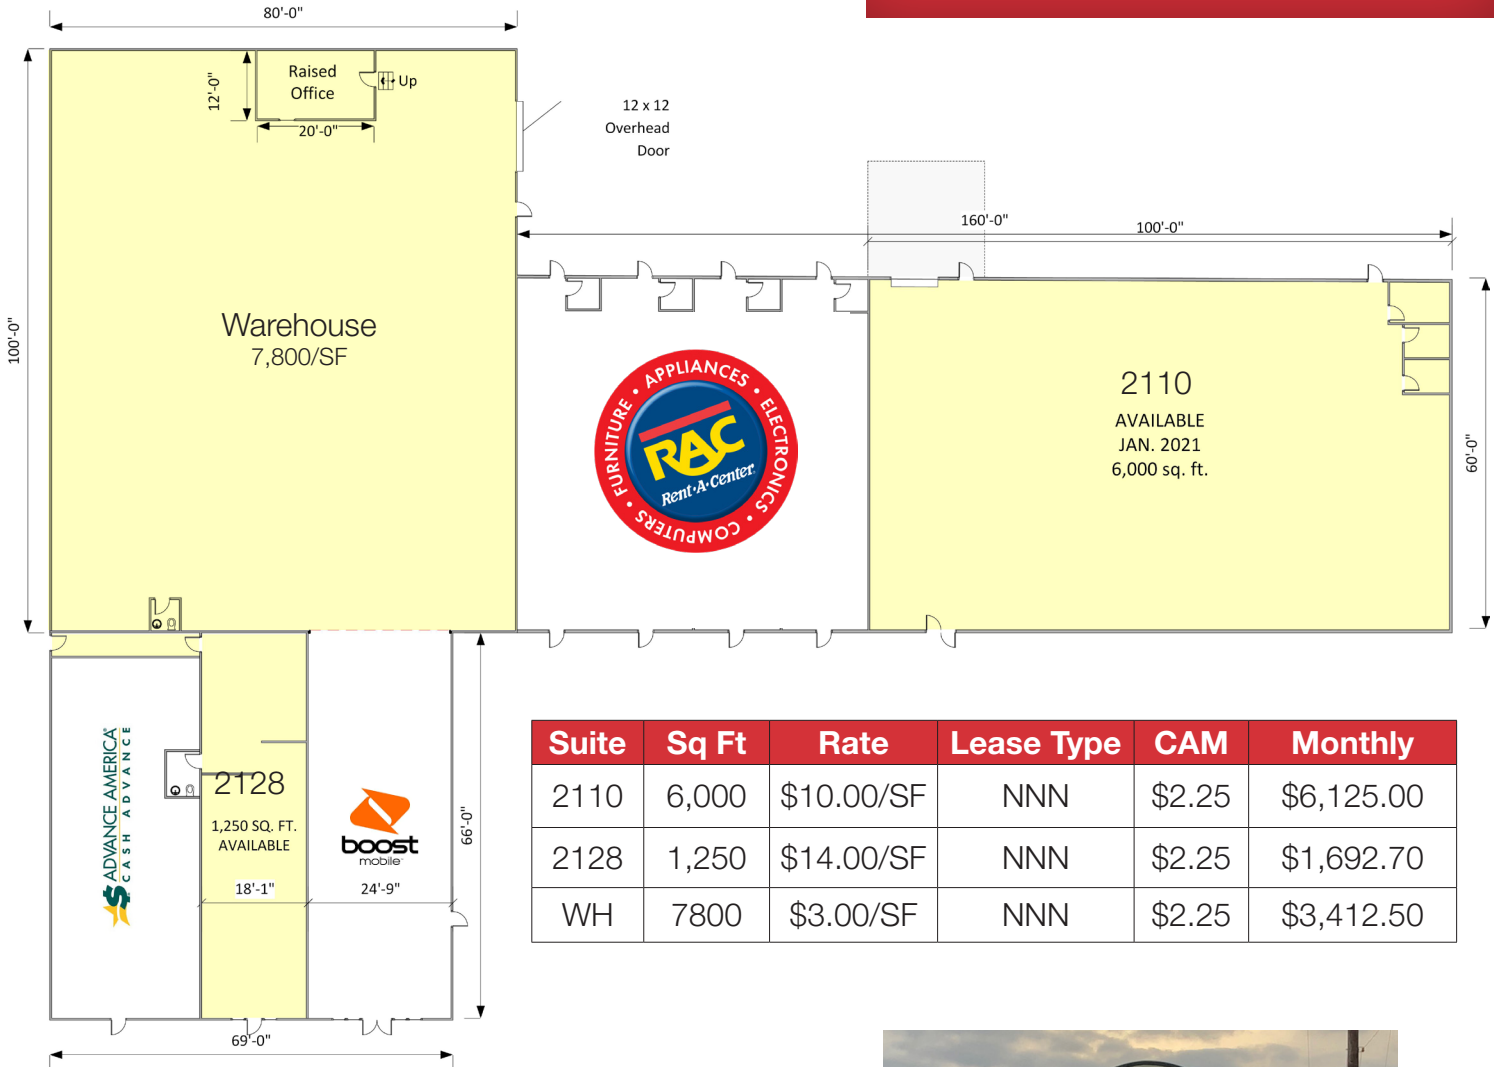 80'-0"
Raised
Office
Up
12'-0"
20'-0"
12 x 12
Overhead
Door
160'-0"
100'-0"
100'-0"
Warehouse
7,800/SF
APPLIANCES • ELECTRONICS • COMPUTERS • FURNITURE •
RAC
Rent-A-Center
2110
AVAILABLE
JAN. 2021
6,000 sq. ft.
60'-0"
ADVANCE AMERICA
CASH ADVANCE
2128
1,250 SQ. FT.
AVAILABLE
18'-1"
boost
mobile
24'-9"
66'-0"
69'-0"
Suite Sq Ft Rate Lease Type CAM Monthly
2110 6,000 $10.00/SF NNN $2.25 $6,125.00
2128 1,250 $14.00/SF NNN $2.25 $1,692.70
WH 7800 $3.00/SF NNN $2.25 $3,412.50